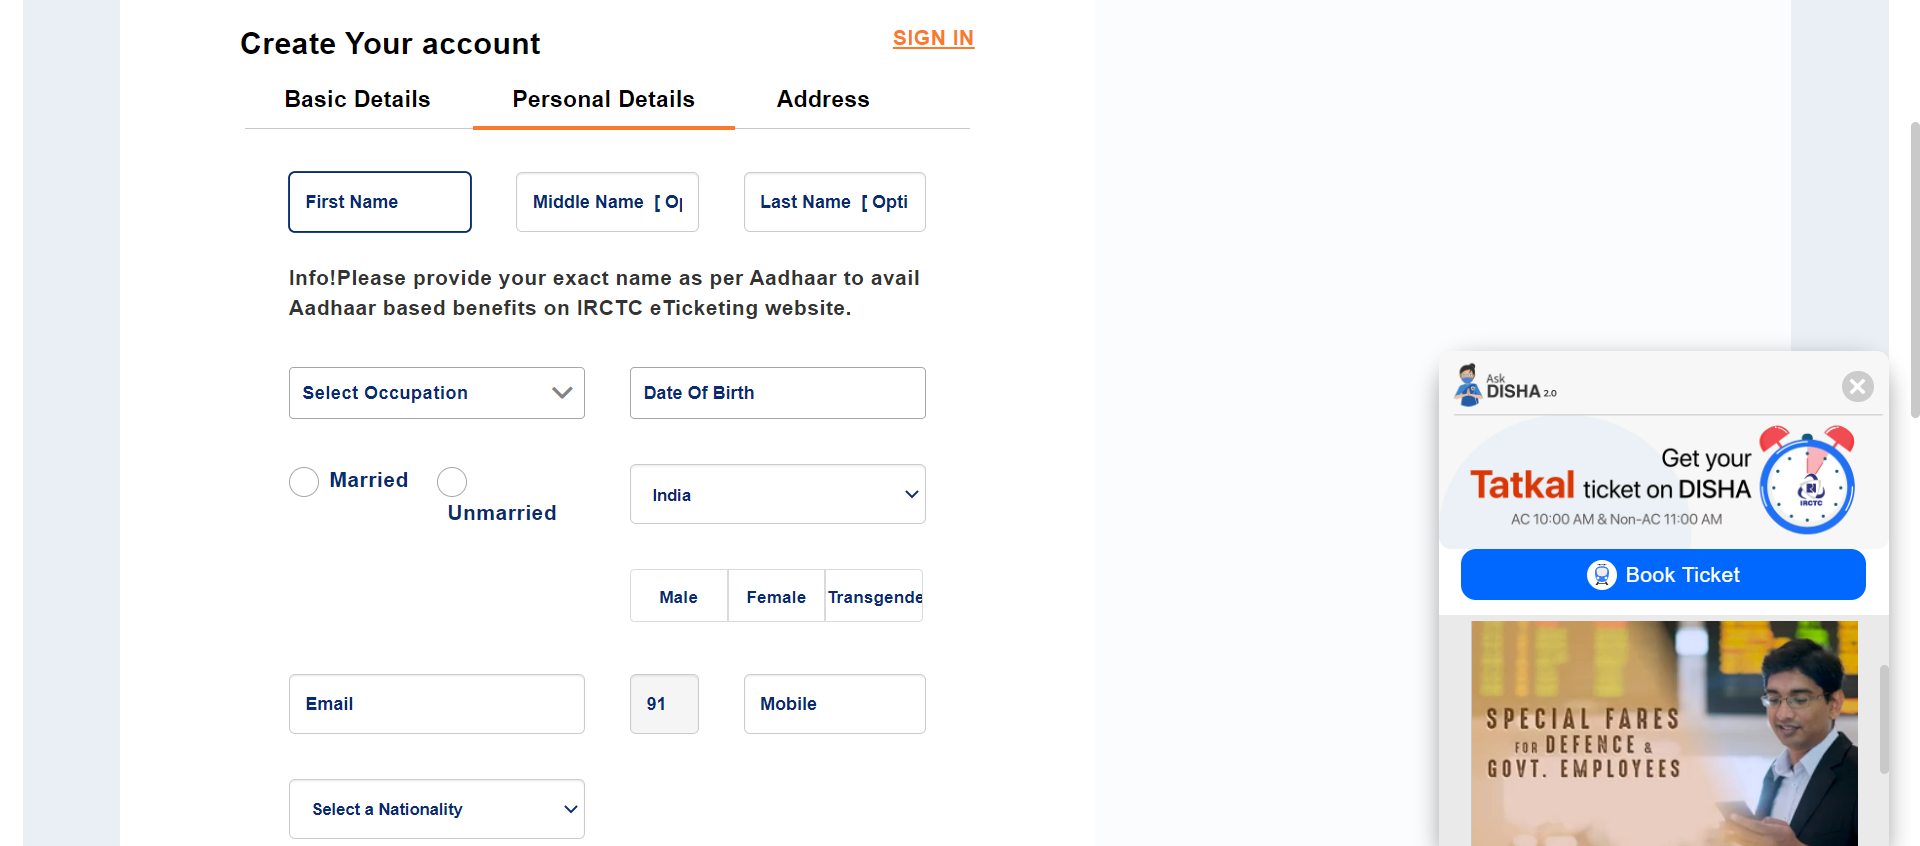 Create Your account
SIGN IN
Basic Details
Personal Details
Address
First Name
Middle Name [ Op
Last Name [ Opti
Info!Please provide your exact name as per Aadhaar to avail
Aadhaar based benefits on IRCTC eTicketing website.
Select Occupation
Date Of Birth
Married
Unmarried
India
Male
Female
Transgende
Email
91
Mobile
Select a Nationality
Ask
DISHA 2.0
Get your
Tatkal ticket on DISHA
AC 10:00 AM & Non-AC 11:00 AM
IRCTC
Book Ticket
SPECIAL FARES
FOR DEFENCE &
GOVT. EMPLOYEES